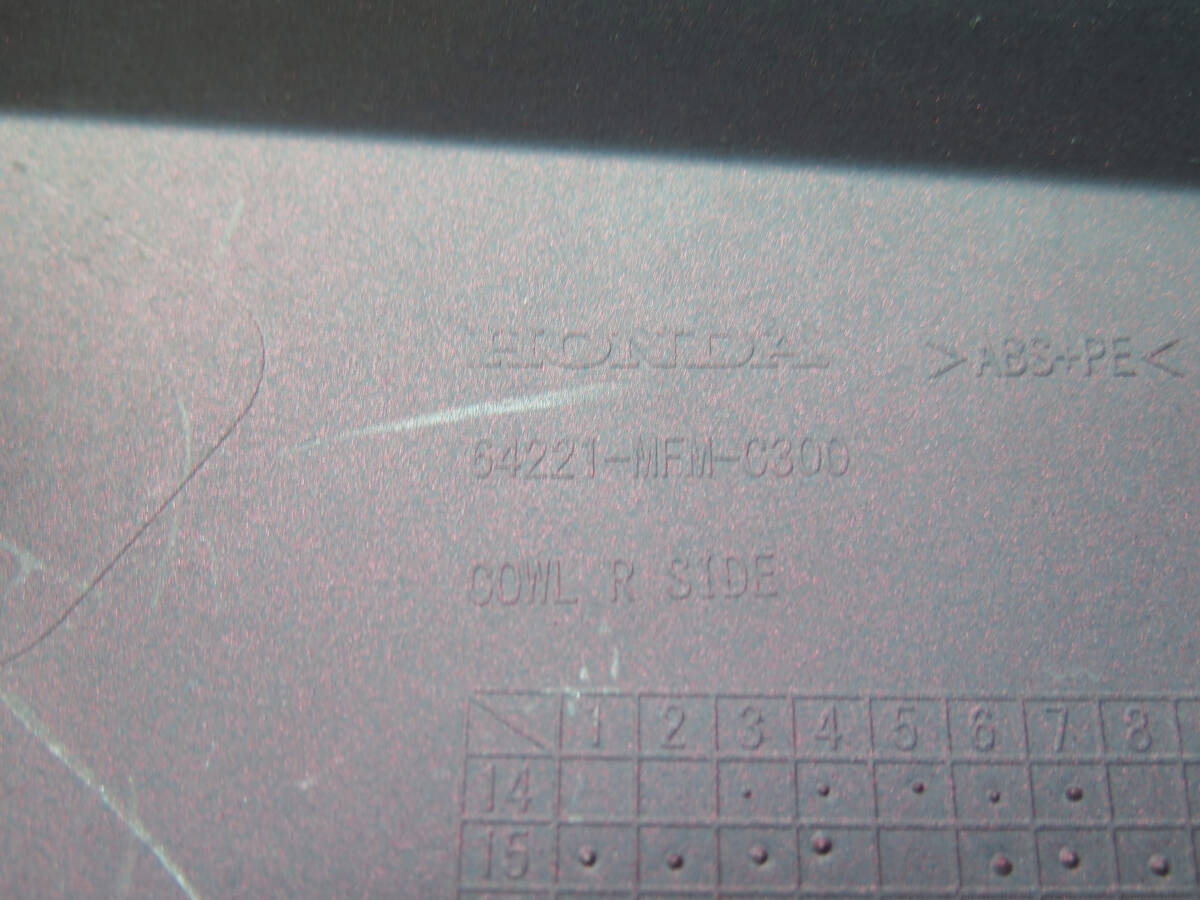 HONDA >ABS+PE<
64221-MFM-C300
COWL R SIDE
1 2 3 4 5 6 7 8
14
15